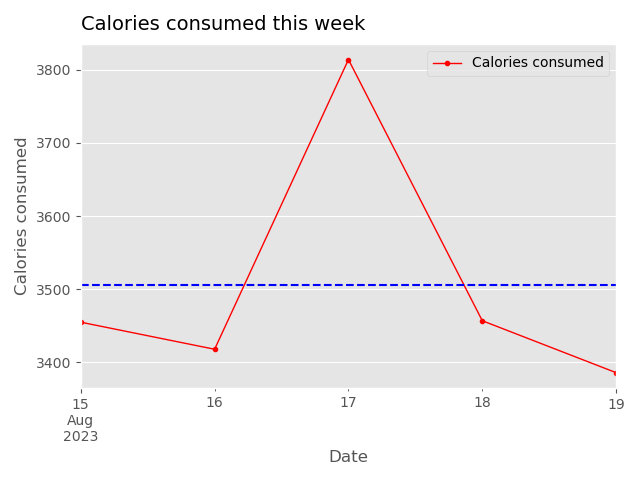 Calories consumed this week
Calories consumed
3800
3700
3600
3500
3400
Calories consumed
15
Aug
2023
16
17
18
19
Date